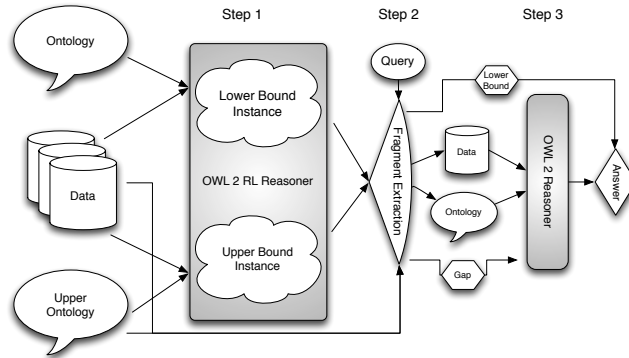 Step 1
Step 2
Step 3
Ontology
Data
Upper
Ontology
Lower Bound
Instance
OWL 2 RL Reasoner
Upper Bound
Instance
Query
Fragment Extraction
Lower
Bound
Data
Ontology
Gap
OWL 2 Reasoner
Answer